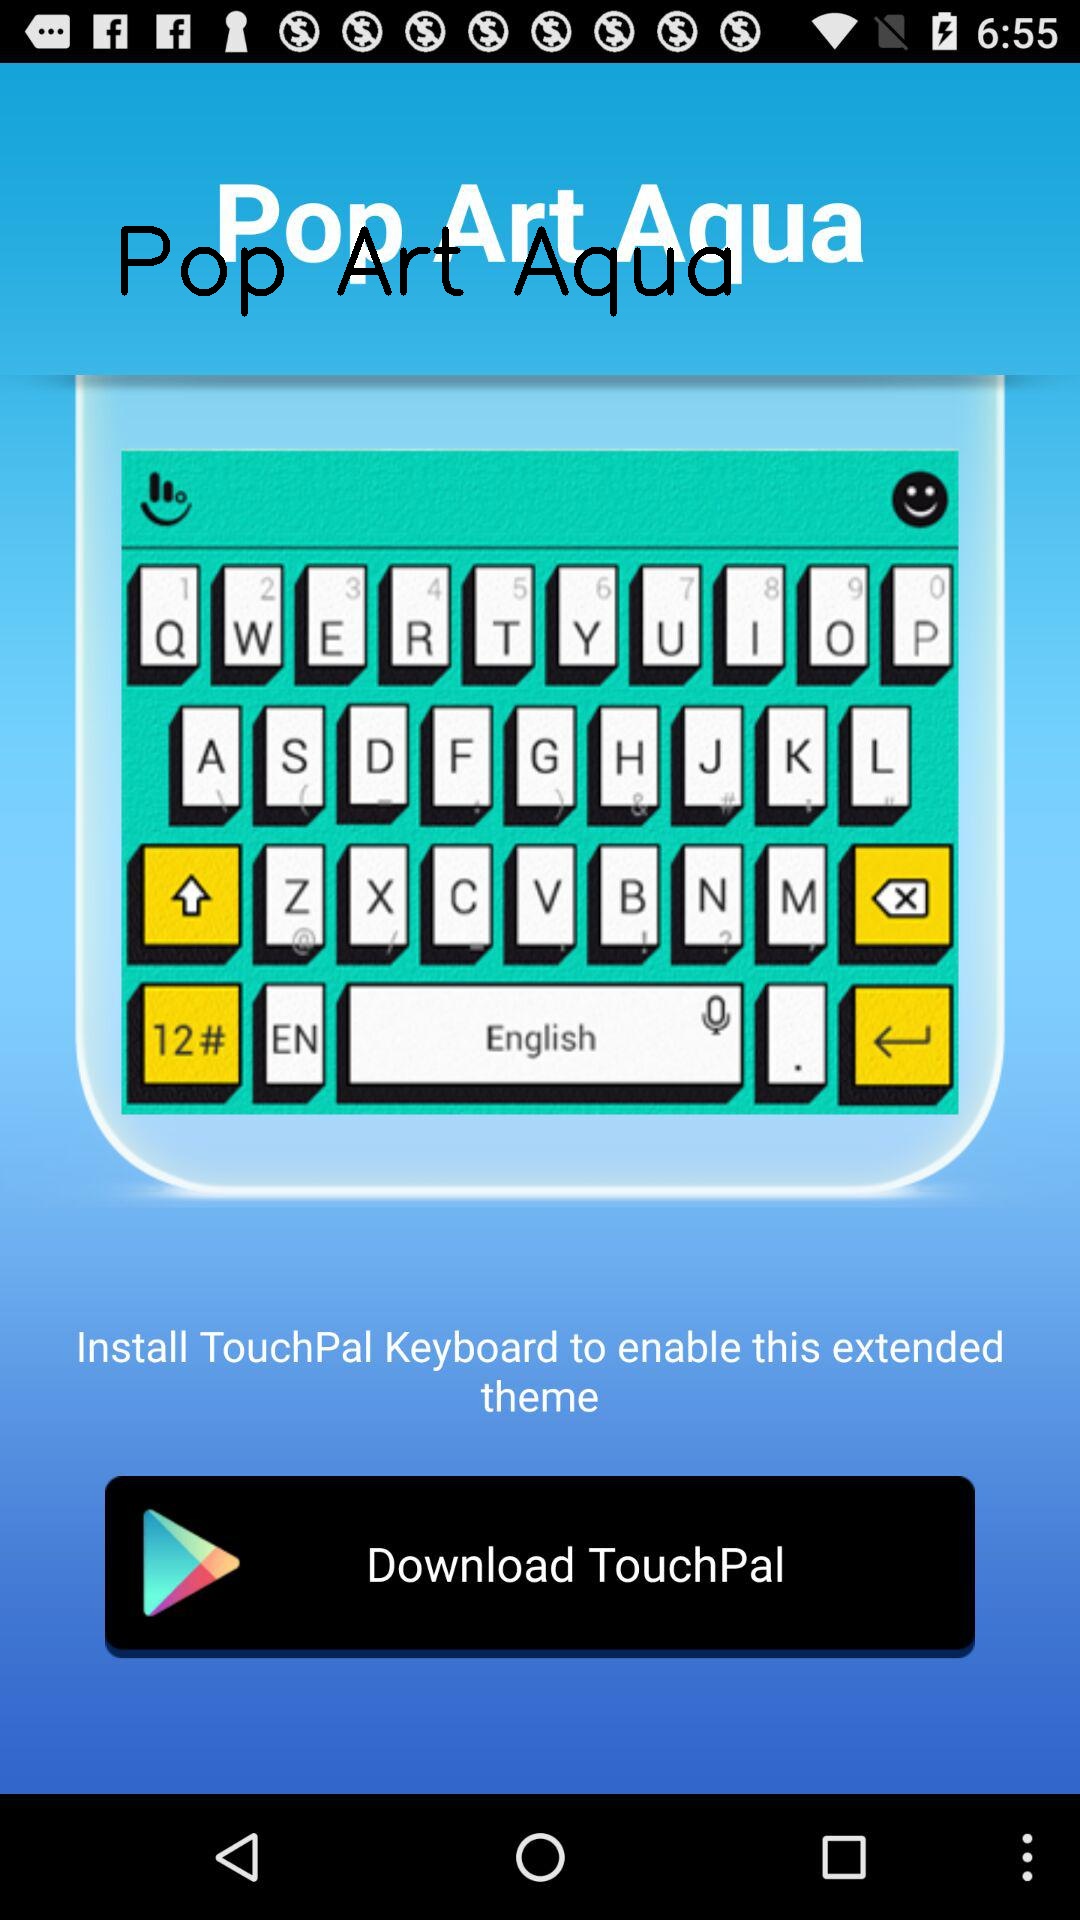 6:55
Pop Art Aqua
Pop Art Aqua
1 2 3 4 5 6 7 8 9 0
Q W E R T Y U I O P
A S D F G H J K L
\ ( ) & #
Z X C V B N M
@ / ! ?
12# EN English .
Install TouchPal Keyboard to enable this extended
theme
Download TouchPal